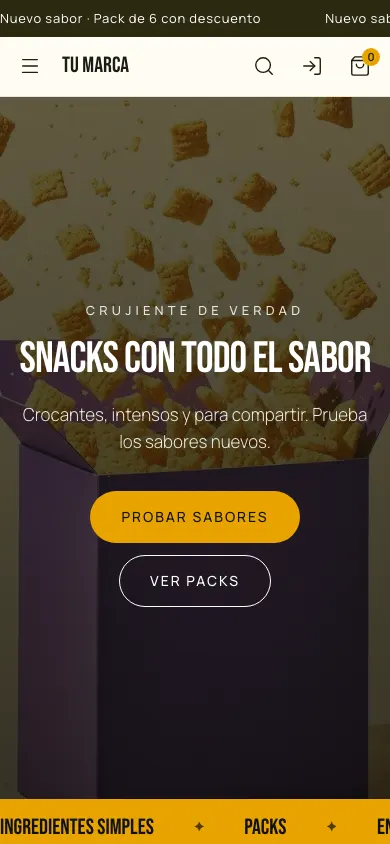 Nuevo sabor · Pack de 6 con descuento Nuevo sab
TU MARCA
0
CRUJIENTE DE VERDAD
SNACKS CON TODO EL SABOR
Crocantes, intensos y para compartir. Prueba
los sabores nuevos.
PROBAR SABORES
VER PACKS
INGREDIENTES SIMPLES ✦ PACKS ✦ EN